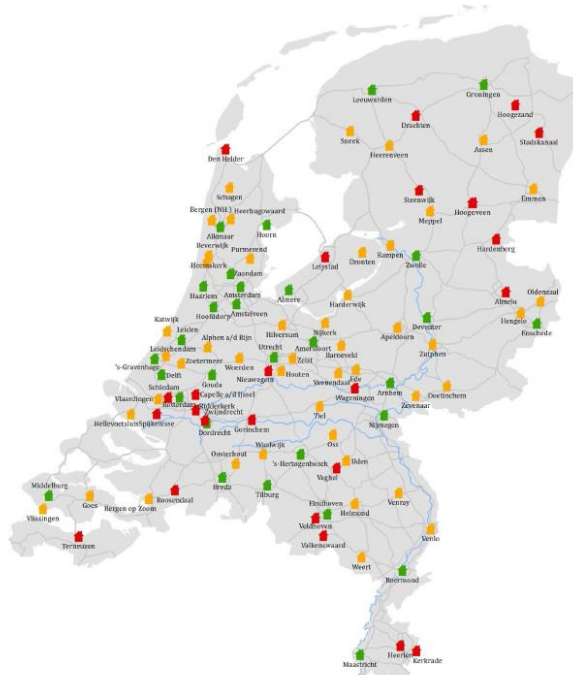 Leeuwarden
Groningen
Hoogezand
Drachten
Stadskanaal
Sneek
Heerenveen
Assen
Den Helder
Schagen
Steenwijk
Emmen
Hoogeveen
Meppel
Bergen (NH.)
Heerhugowaard
Alkmaar
Hoorn
Beverwijk
Purmerend
Heemskerk
Zaandam
Lelystad
Dronten
Kampen
Zwolle
Hardenberg
Haarlem
Amsterdam
Almere
Harderwijk
Almelo
Oldenzaal
Hoofddorp
Amstelveen
Hengelo
Enschede
Katwijk
Leiden
Hilversum
Nijkerk
Apeldoorn
Deventer
Leidschendam
Alphen a/d Rijn
Utrecht
Amersfoort
Barneveld
Zutphen
's-Gravenhage
Zoetermeer
Woerden
Zeist
Delft
Nieuwegein
Houten
Veenendaal
Ede
Schiedam
Gouda
Wageningen
Arnhem
Doetinchem
Vlaardingen
Rotterdam
Capelle a/d IJssel
Ridderkerk
Zevenaar
Hellevoetsluis
Spijkenisse
Zwijndrecht
Gorinchem
Tiel
Nijmegen
Dordrecht
Waalwijk
Oss
Oosterhout
's-Hertogenbosch
Uden
Veghel
Middelburg
Breda
Tilburg
Goes
Roosendaal
Bergen op Zoom
Eindhoven
Helmond
Venray
Vlissingen
Veldhoven
Valkenswaard
Venlo
Terneuzen
Weert
Roermond
Maastricht
Heerlen
Kerkrade